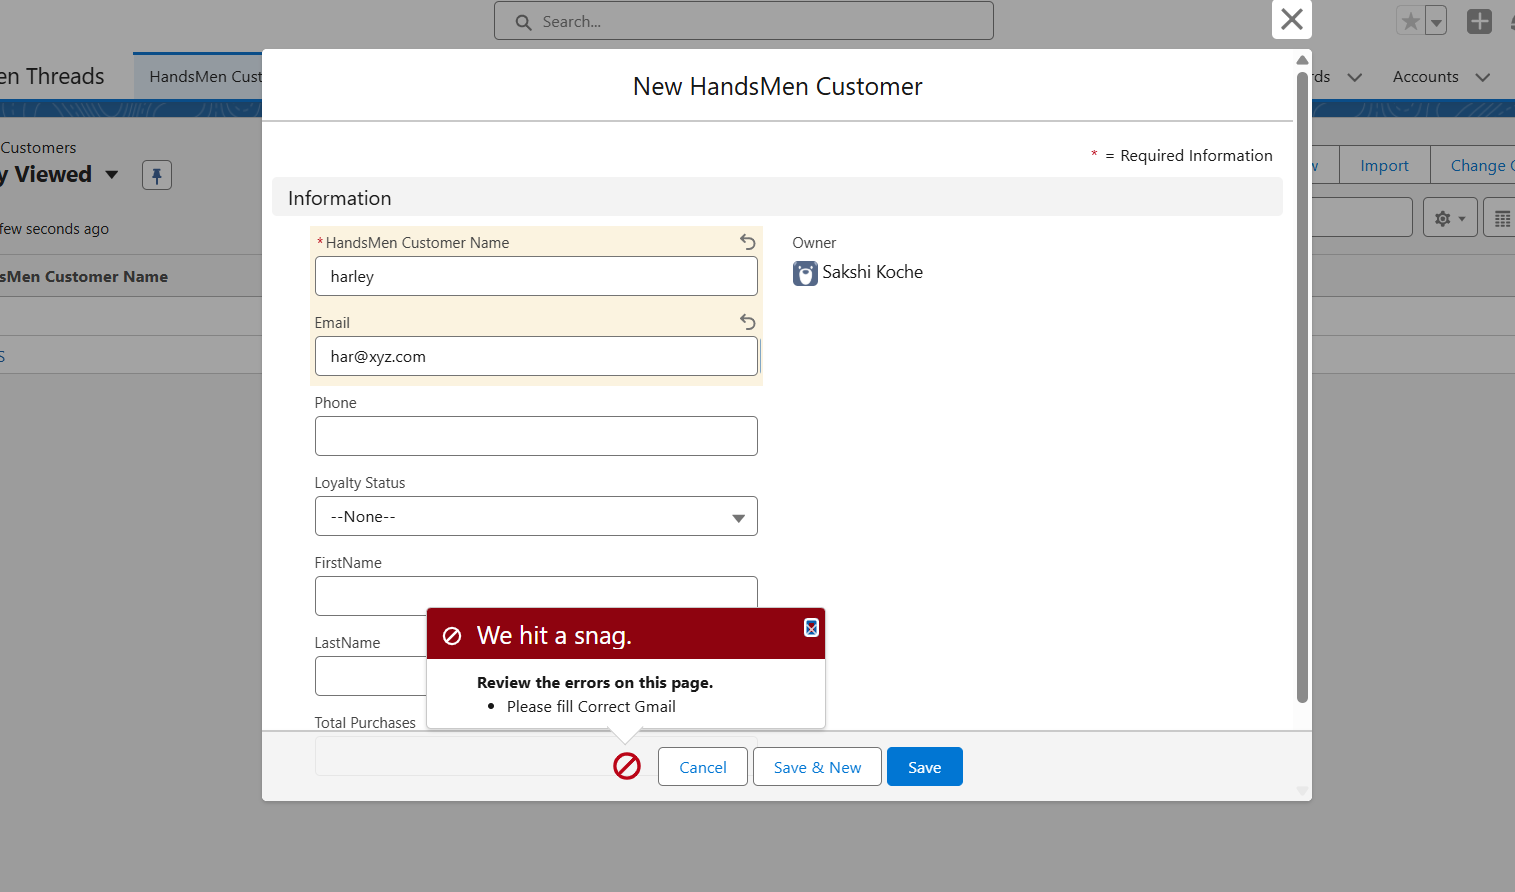 Search...
en Threads
HandsMen Cust
rds
Accounts
New HandsMen Customer
Customers
y Viewed
* = Required Information
w
Import
Change O
Information
few seconds ago
*HandsMen Customer Name
Owner
harley
Sakshi Koche
sMen Customer Name
Email
har@xyz.com
S
Phone
Loyalty Status
--None--
FirstName
We hit a snag.
LastName
Review the errors on this page.
• Please fill Correct Gmail
Total Purchases
Cancel
Save & New
Save